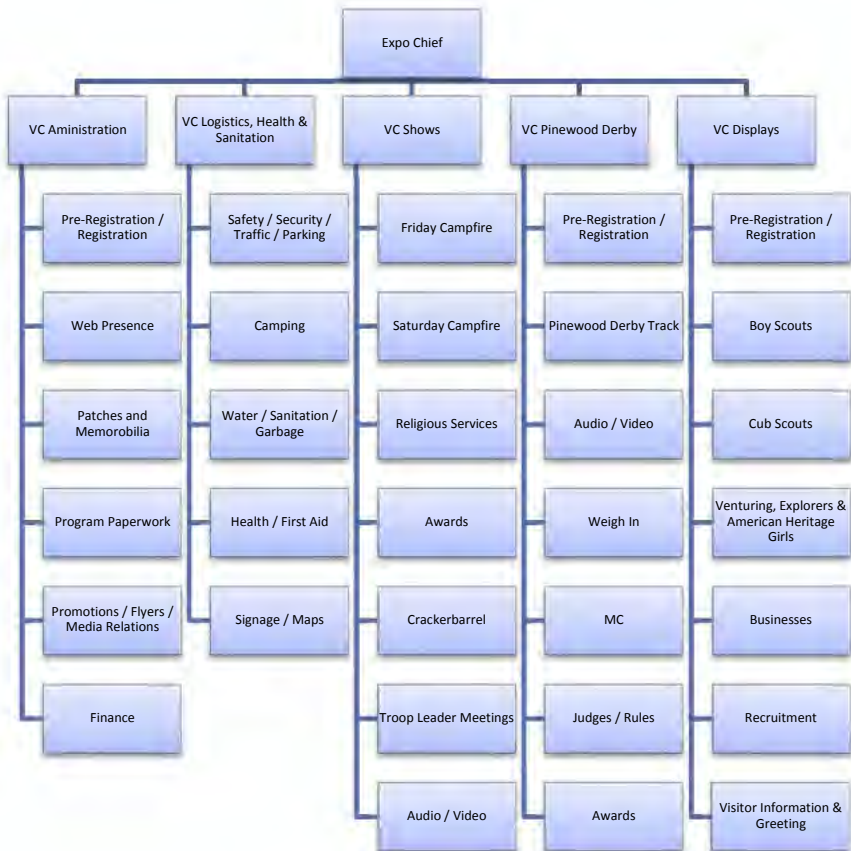 Expo Chief
VC Aministration
Pre-Registration /
Registration
Web Presence
Patches and
Memorobilia
Program Paperwork
Promotions / Flyers /
Media Relations
Finance
VC Logistics, Health &
Sanitation
Safety / Security /
Traffic / Parking
Camping
Water / Sanitation /
Garbage
Health / First Aid
Signage / Maps
VC Shows
Friday Campfire
Saturday Campfire
Religious Services
Awards
Crackerbarrel
Troop Leader Meetings
Audio / Video
VC Pinewood Derby
Pre-Registration /
Registration
Pinewood Derby Track
Audio / Video
Weigh In
MC
Judges / Rules
Awards
VC Displays
Pre-Registration /
Registration
Boy Scouts
Cub Scouts
Venturing, Explorers &
American Heritage
Girls
Businesses
Recruitment
Visitor Information &
Greeting